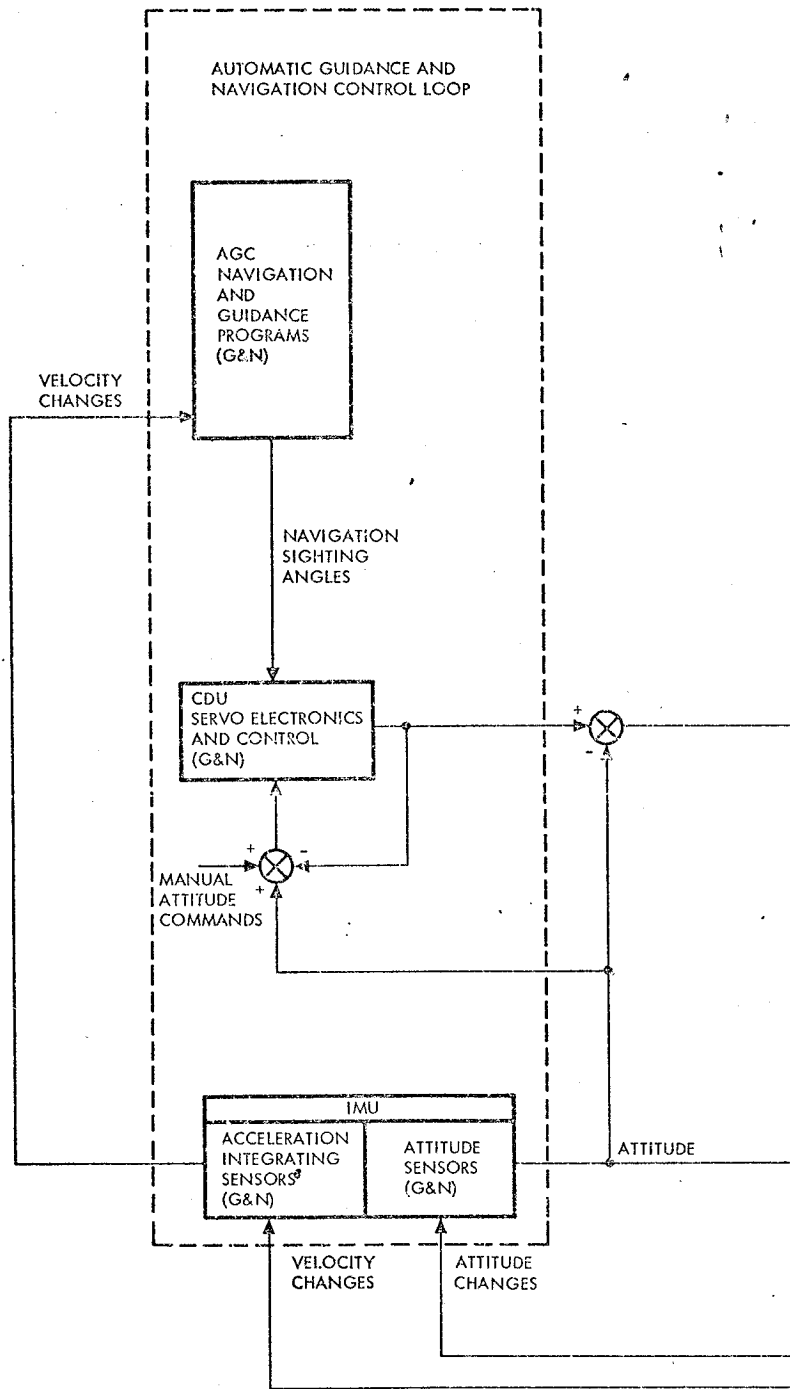 AUTOMATIC GUIDANCE AND
NAVIGATION CONTROL LOOP
AGC
NAVIGATION
AND
GUIDANCE
PROGRAMS
(G&N)
VELOCITY
CHANGES
NAVIGATION
SIGHTING
ANGLES
CDU
SERVO ELECTRONICS
AND CONTROL
(G&N)
+
-
+
-
+
MANUAL
ATTITUDE
COMMANDS
IMU
ACCELERATION
INTEGRATING
SENSORS
(G&N)
ATTITUDE
SENSORS
(G&N)
ATTITUDE
VELOCITY
CHANGES
ATTITUDE
CHANGES